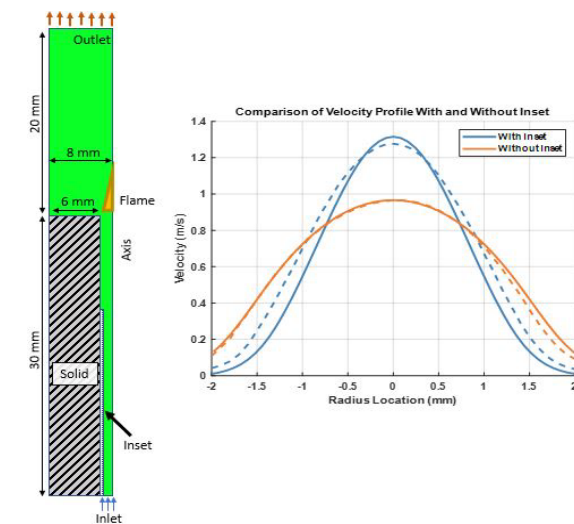 Outlet
20 mm
8 mm
6 mm
Flame
Axis
30 mm
Solid
Inset
Inlet
Comparison of Velocity Profile With and Without Inset
With Inset
Without Inset
Velocity (m/s)
1.4
1.2
1
0.8
0.6
0.4
0.2
0
-2 -1.5 -1 -0.5 0 0.5 1 1.5 2
Radius Location (mm)